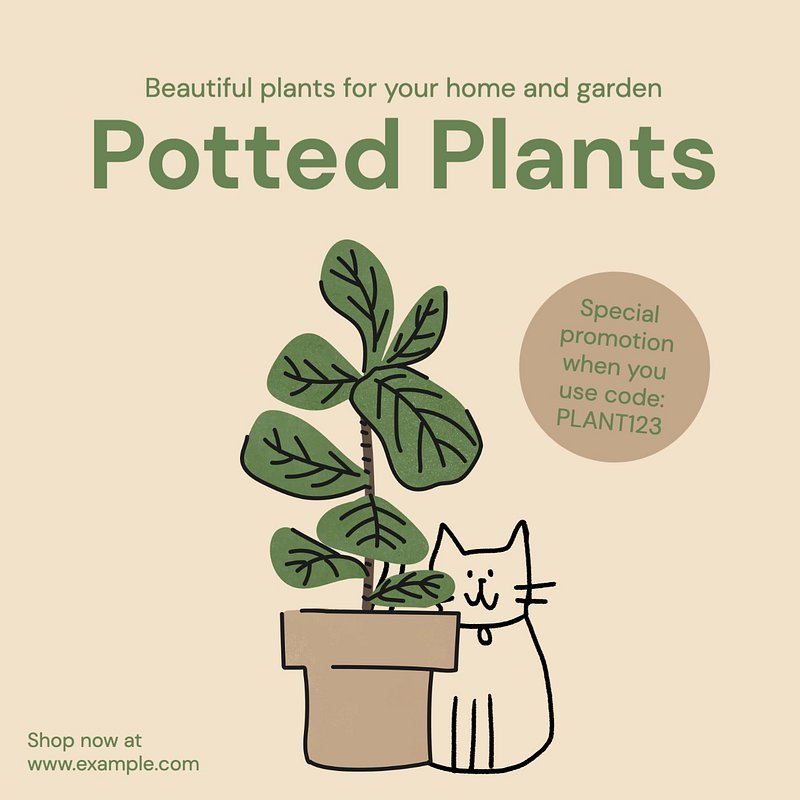 Beautiful plants for your home and garden
Potted Plants
Special
promotion
when you
use code:
PLANT123
Shop now at
www.example.com